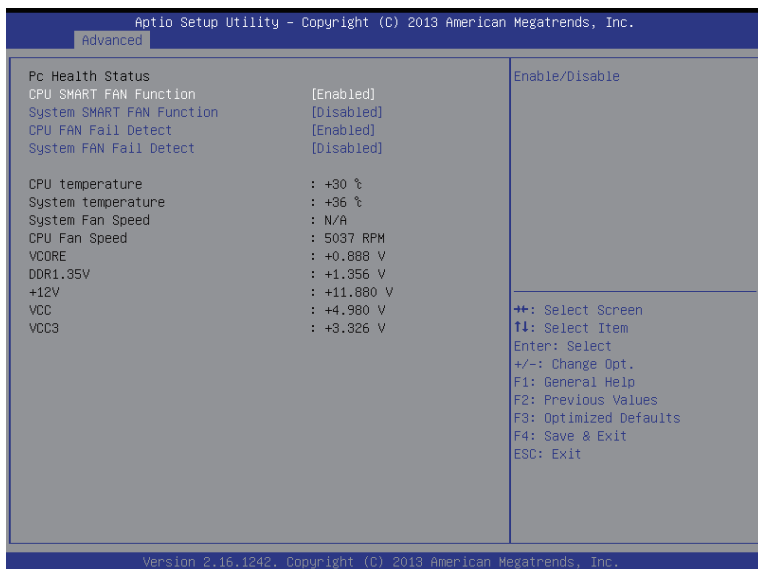 Aptio Setup Utility – Copyright (C) 2013 American Megatrends, Inc.
Advanced
Pc Health Status
CPU SMART FAN Function [Enabled]
System SMART FAN Function [Disabled]
CPU FAN Fail Detect [Enabled]
System FAN Fail Detect [Disabled]
CPU temperature : +30 ℃
System temperature : +36 ℃
System Fan Speed : N/A
CPU Fan Speed : 5037 RPM
VCORE : +0.888 V
DDR1.35V : +1.356 V
+12V : +11.880 V
VCC : +4.980 V
VCC3 : +3.326 V
Enable/Disable
→←: Select Screen
↑↓: Select Item
Enter: Select
+/-: Change Opt.
F1: General Help
F2: Previous Values
F3: Optimized Defaults
F4: Save & Exit
ESC: Exit
Version 2.16.1242. Copyright (C) 2013 American Megatrends, Inc.